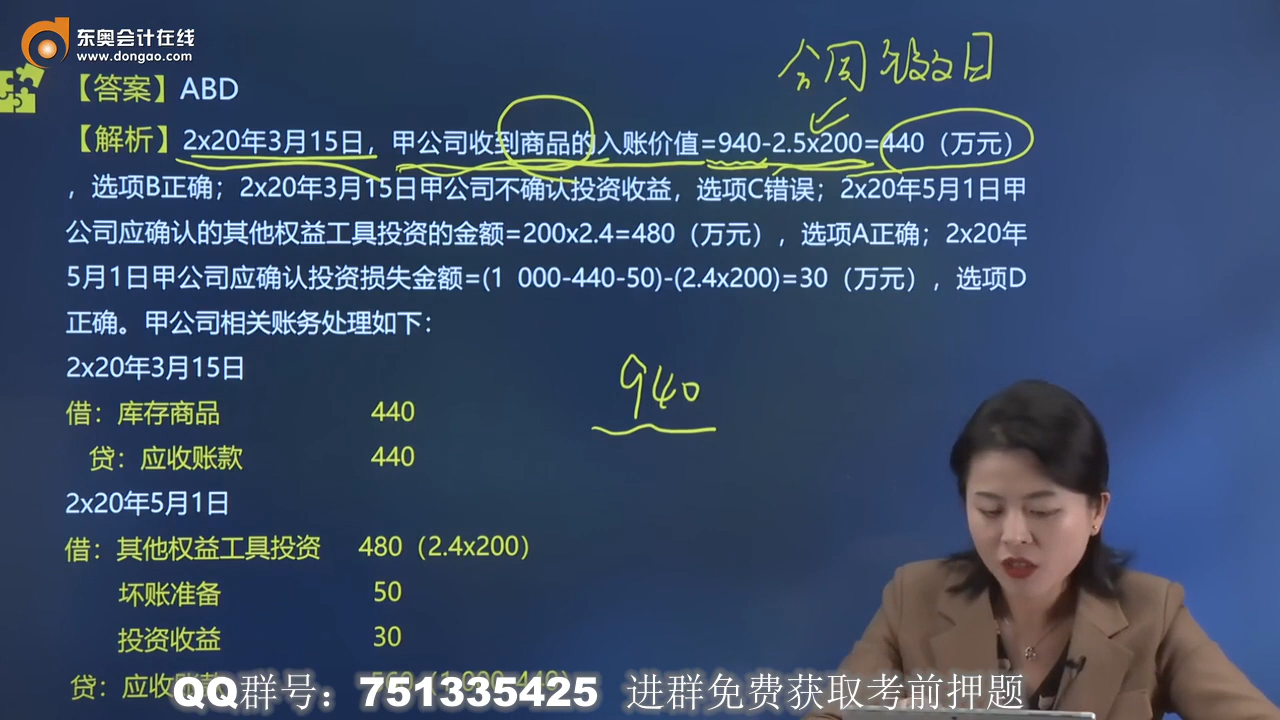 东奥会计在线
www.dongao.com
合同生效日
【答案】ABD
【解析】2x20年3月15日，甲公司收到商品的入账价值=940-2.5x200=440（万元）
，选项B正确；2x20年3月15日甲公司不确认投资收益，选项C错误；2x20年5月1日甲
公司应确认的其他权益工具投资的金额=200x2.4=480（万元），选项A正确；2x20年
5月1日甲公司应确认投资损失金额=(1 000-440-50)-(2.4x200)=30（万元），选项D
正确。甲公司相关账务处理如下：
2x20年3月15日
940
借：库存商品 440
贷：应收账款 440
2x20年5月1日
借：其他权益工具投资 480（2.4x200）
坏账准备 50
投资收益 30
贷：应收账款 560（1 000-440）
QQ群号：751335425 进群免费获取考前押题